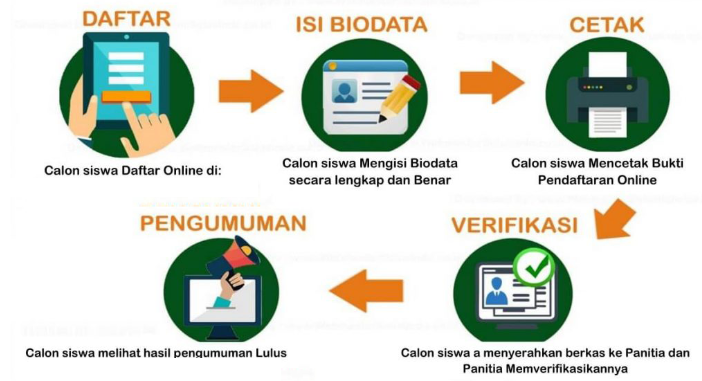 DAFTAR
ISI BIODATA
CETAK
Calon siswa Daftar Online di:
Calon siswa Mengisi Biodata
secara lengkap dan Benar
Calon siswa Mencetak Bukti
Pendaftaran Online
PENGUMUMAN
VERIFIKASI
Calon siswa melihat hasil pengumuman Lulus
Calon siswa a menyerahkan berkas ke Panitia dan
Panitia Memverifikasikannya